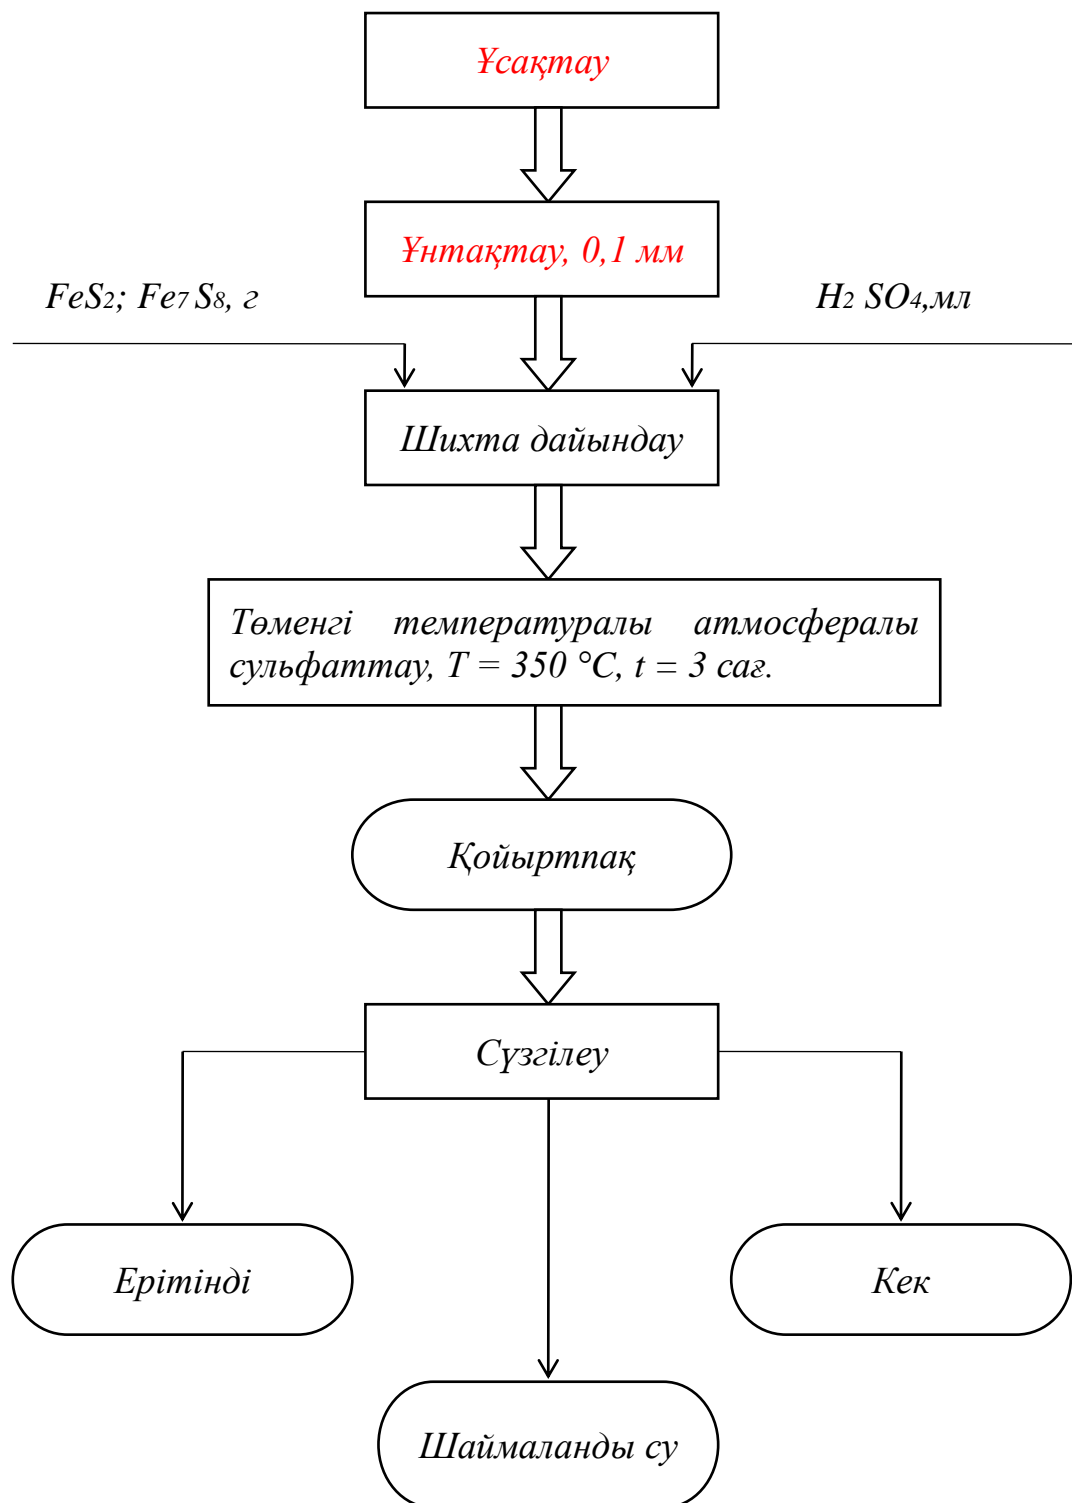 Ұсақтау
Ұнтақтау, 0,1 мм
FeS2; Fe7 S8, г
H2 SO4,мл
Шихта дайындау
Төменгі температуралы атмосфералы
сульфаттау, T = 350 °C, t = 3 сағ.
Қойыртпақ
Сүзгілеу
Ерітінді
Кек
Шаймаланды су